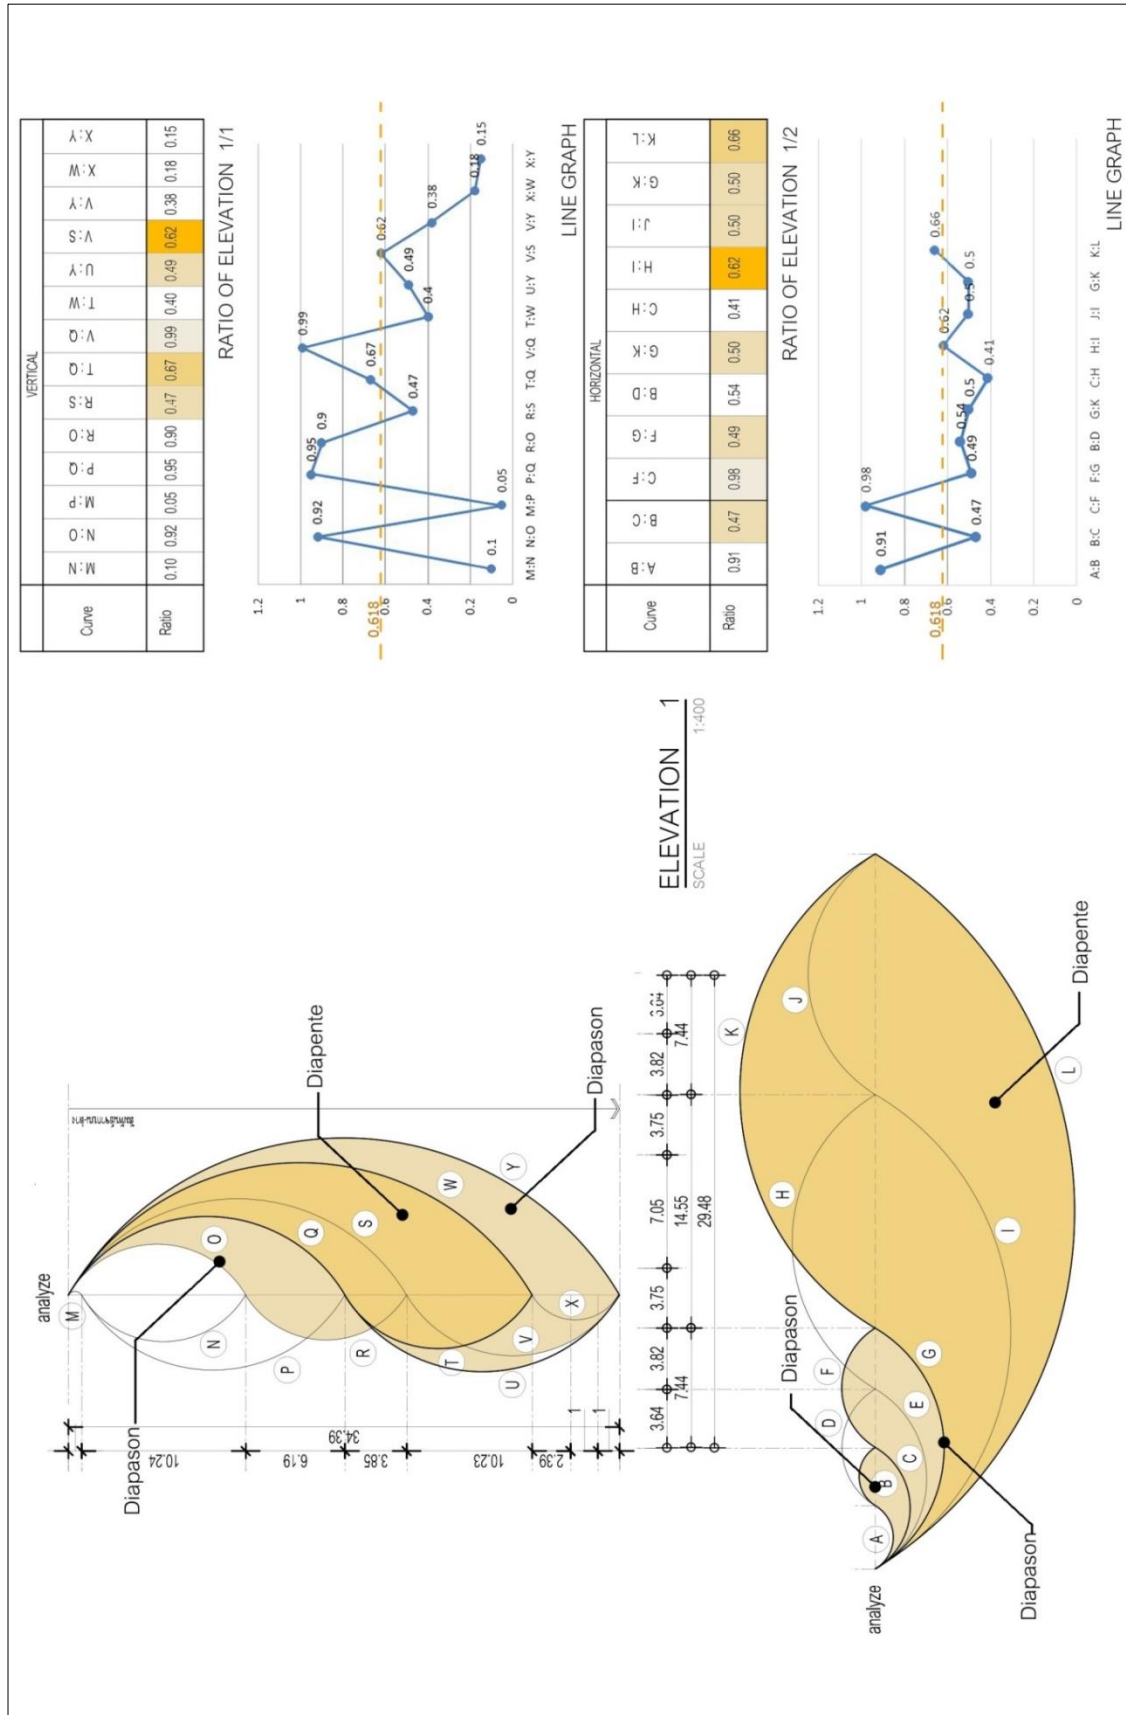 analyze
M
N
O
P
Q
R
S
T
U
V
W
X
Y
Diapason
Diapente
Diapason
10.24
6.19
3.85
10.23
2.39
1
1
34.39
3.64 3.82 3.75 7.05 3.75 3.82
7.44 14.55 7.44
29.48
ELEVATION 1
SCALE 1:400
analyze
A
B
C
D
E
F
G
H
I
J
K
L
Diapason
Diapason
Diapente
VERTICAL
Curve M:N N:O M:P P:Q R:O R:S T:Q V:Q T:W U:Y V:S V:Y X:W X:Y
Ratio 0.10 0.92 0.05 0.95 0.90 0.47 0.67 0.99 0.40 0.49 0.62 0.38 0.18 0.15
RATIO OF ELEVATION 1/1
1.2
1
0.8
0.618
0.6
0.4
0.2
0
0.1 0.92 0.05 0.95 0.9 0.47 0.67 0.99 0.4 0.49 0.62 0.38 0.18 0.15
M:N N:O M:P P:Q R:O R:S T:Q V:Q T:W U:Y V:S V:Y X:W X:Y
LINE GRAPH
HORIZONTAL
Curve A:B B:C C:F F:G B:D G:K C:H H:I J:I G:K K:L
Ratio 0.91 0.47 0.98 0.49 0.54 0.50 0.41 0.62 0.50 0.50 0.66
RATIO OF ELEVATION 1/2
1.2
1
0.8
0.618
0.6
0.4
0.2
0
0.91 0.47 0.98 0.49 0.54 0.5 0.41 0.62 0.5 0.5 0.66
A:B B:C C:F F:G B:D G:K C:H H:I J:I G:K K:L
LINE GRAPH